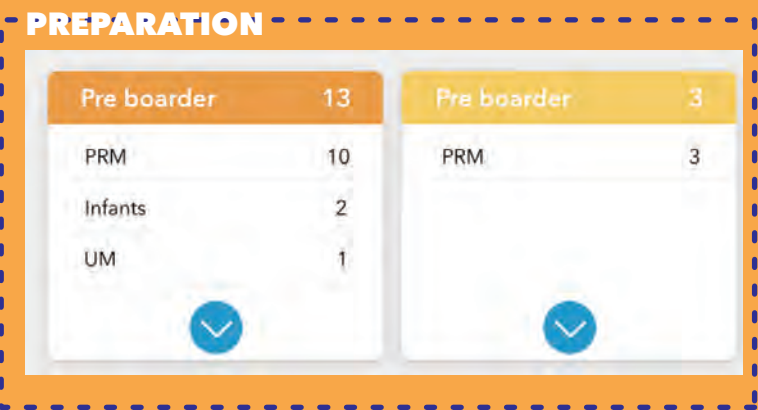 PREPARATION
Pre boarder 13
PRM 10
Infants 2
UM 1
Pre boarder 3
PRM 3